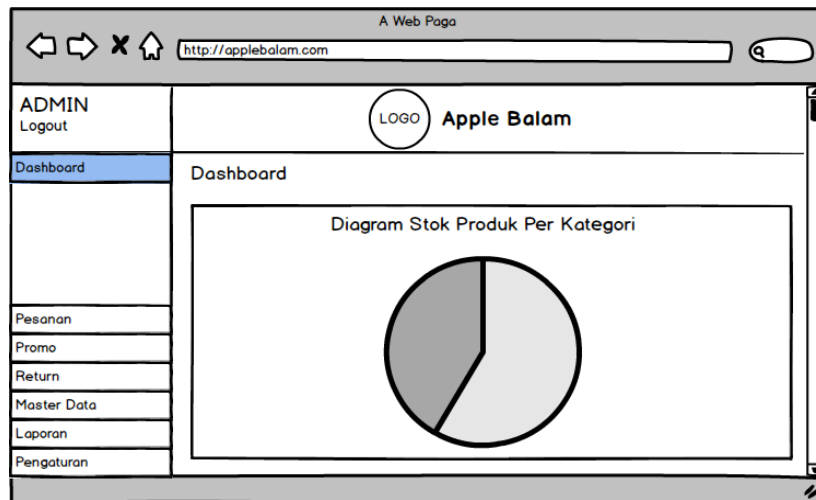 A Web Paga
http://applebalam.com
ADMIN
Logout
LOGO
Apple Balam
Dashboard
Dashboard
Diagram Stok Produk Per Kategori
Pesanan
Promo
Return
Master Data
Laporan
Pengaturan